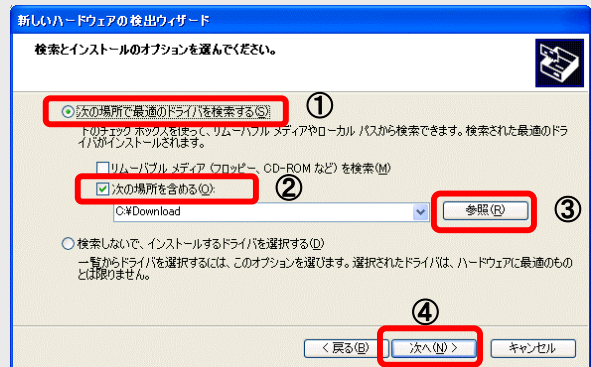 新しいハードウェアの検出ウィザード
検索とインストールのオプションを選んでください。
次の場所で最適のドライバを検索する(S) ①
下のチェック ボックスを使って、リムーバブル メディアやローカル パスから検索できます。検索された最適のドラ
イバがインストールされます。
リムーバブル メディア (フロッピー、CD-ROM など) を検索(M)
次の場所を含める(O): ②
C:¥Download 参照(R) ③
検索しないで、インストールするドライバを選択する(D)
一覧からドライバを選択するには、このオプションを選びます。選択されたドライバは、ハードウェアに最適のもの
とは限りません。
④
< 戻る(B) 次へ(N) > キャンセル